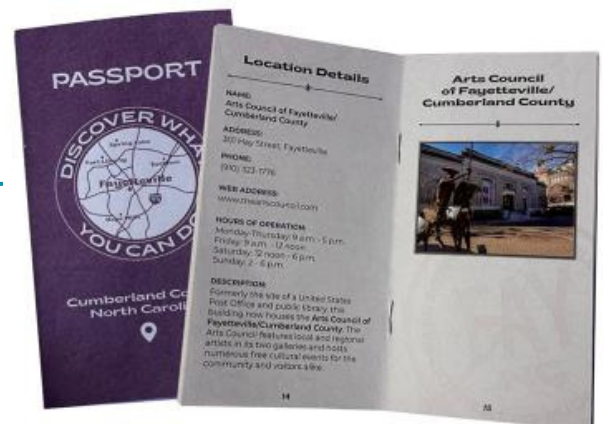 PASSPORT
DISCOVER WHA
Spring Lake
Fayetteville
YOU CAN DO
Cumberland Co
North Caroli
Location Details
NAME:
Arts Council of Fayetteville/
Cumberland County
ADDRESS:
301 Hay Street, Fayetteville
PHONE:
(910) 323-1776
WEB ADDRESS:
www.theartscouncil.com
HOURS OF OPERATION:
Monday-Thursday: 9 a.m. - 5 p.m.
Friday: 9 a.m. - 12 noon
Saturday: 12 noon - 6 p.m.
Sunday: 2 - 6 p.m.
DESCRIPTION:
Formerly the site of a United States
Post Office and public library, this
building now houses the Arts Council of
Fayetteville/Cumberland County. The
Arts Council features local and regional
artists in its two galleries and hosts
numerous free cultural events for the
community and visitors alike.
14
Arts Council
of Fayetteville/
Cumberland County
15